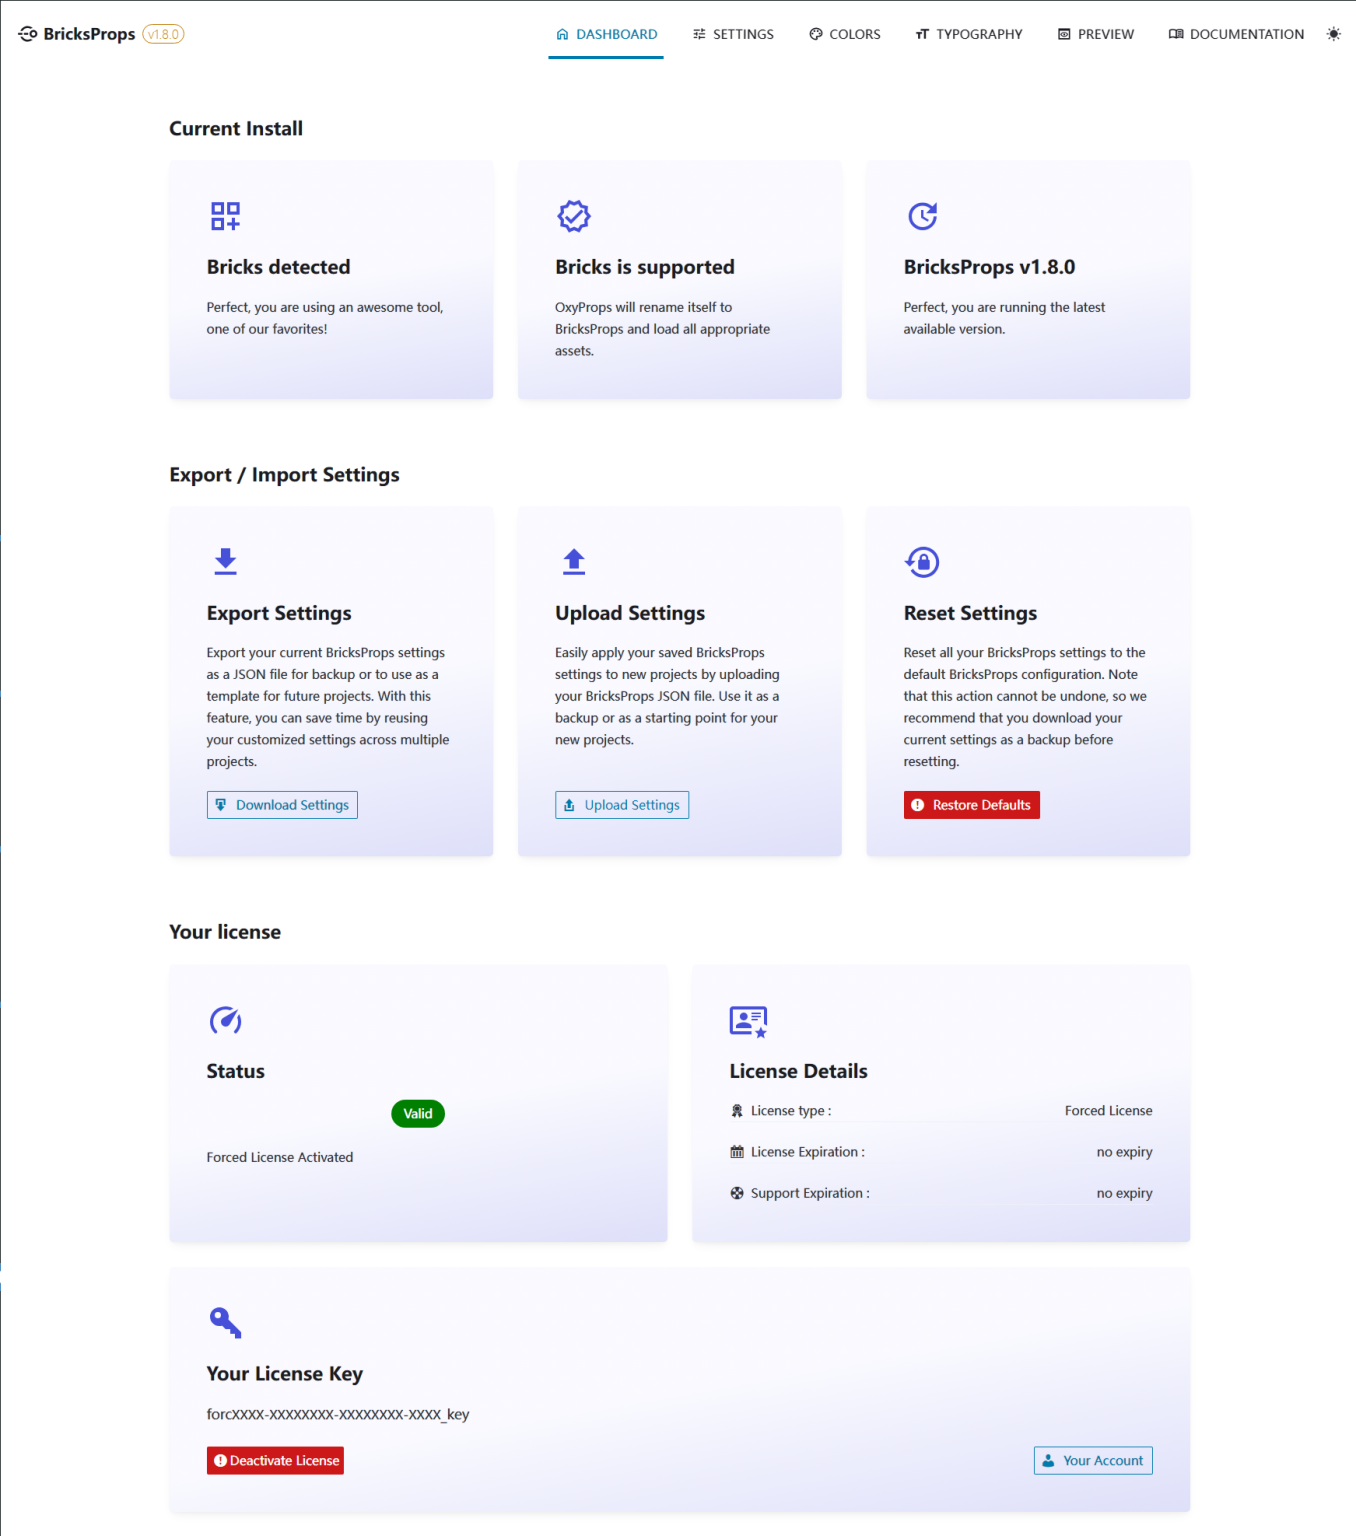 BricksProps v1.8.0
DASHBOARD SETTINGS COLORS TYPOGRAPHY PREVIEW DOCUMENTATION
Current Install
Bricks detected
Perfect, you are using an awesome tool,
one of our favorites!
Bricks is supported
OxyProps will rename itself to
BricksProps and load all appropriate
assets.
BricksProps v1.8.0
Perfect, you are running the latest
available version.
Export / Import Settings
Export Settings
Export your current BricksProps settings
as a JSON file for backup or to use as a
template for future projects. With this
feature, you can save time by reusing
your customized settings across multiple
projects.
Download Settings
Upload Settings
Easily apply your saved BricksProps
settings to new projects by uploading
your BricksProps JSON file. Use it as a
backup or as a starting point for your
new projects.
Upload Settings
Reset Settings
Reset all your BricksProps settings to the
default BricksProps configuration. Note
that this action cannot be undone, so we
recommend that you download your
current settings as a backup before
resetting.
Restore Defaults
Your license
Status
Valid
Forced License Activated
License Details
License type : Forced License
License Expiration : no expiry
Support Expiration : no expiry
Your License Key
forcXXXX-XXXXXXXX-XXXXXXXX-XXXX_key
Deactivate License
Your Account